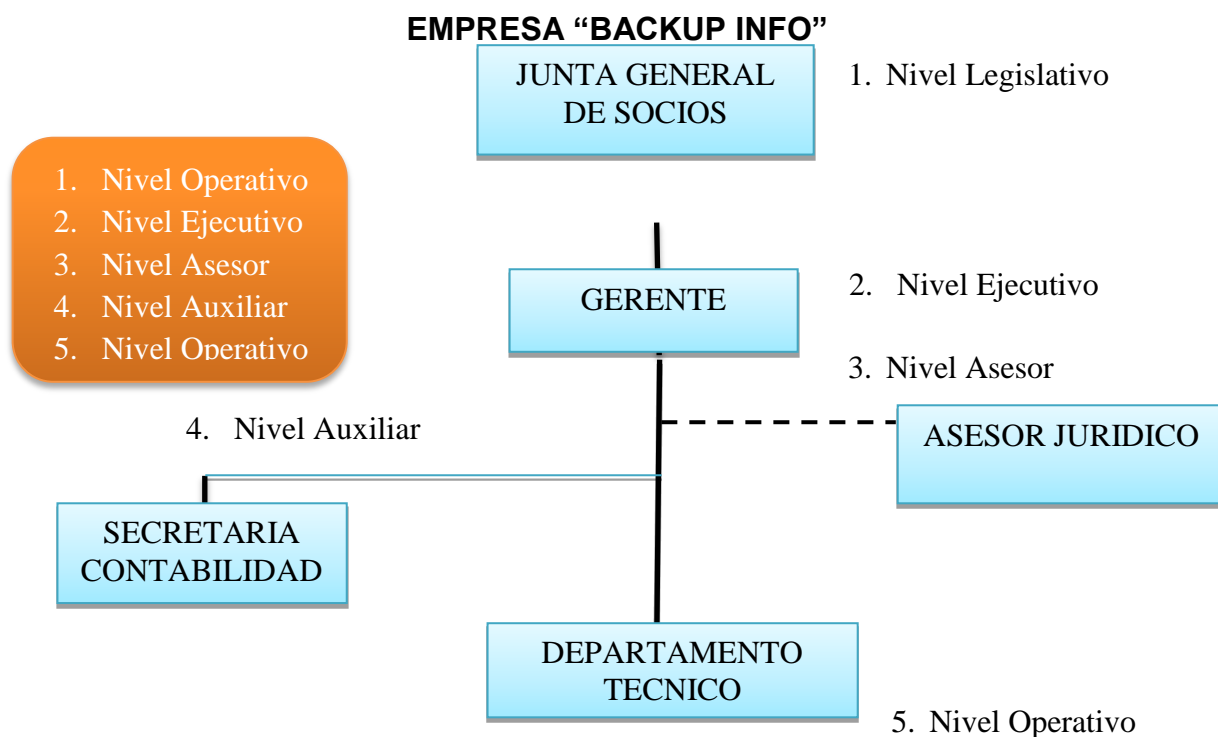 EMPRESA “BACKUP INFO”
JUNTA GENERAL
DE SOCIOS
1. Nivel Legislativo
1. Nivel Operativo
2. Nivel Ejecutivo
3. Nivel Asesor
4. Nivel Auxiliar
5. Nivel Operativo
GERENTE
2. Nivel Ejecutivo
3. Nivel Asesor
4. Nivel Auxiliar
ASESOR JURIDICO
SECRETARIA
CONTABILIDAD
DEPARTAMENTO
TECNICO
5. Nivel Operativo